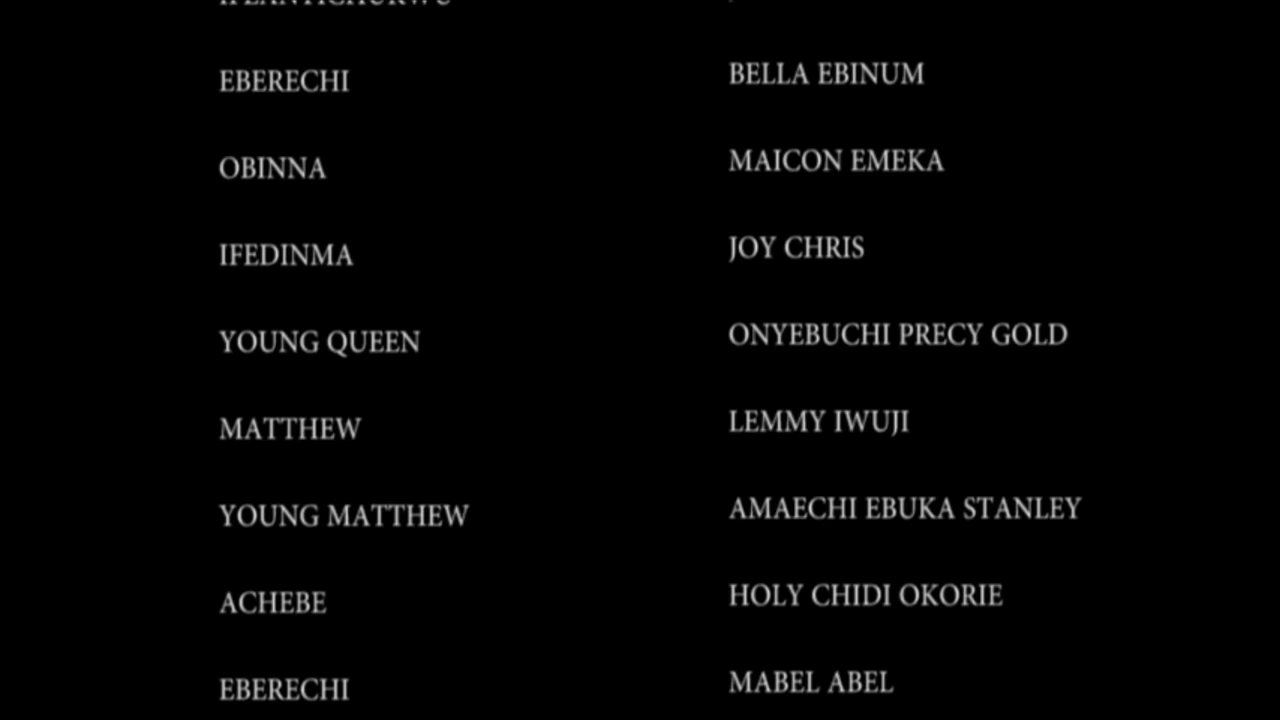 EBERECHI BELLA EBINUM
OBINNA MAICON EMEKA
IFEDINMA JOY CHRIS
YOUNG QUEEN ONYEBUCHI PRECY GOLD
MATTHEW LEMMY IWUJI
YOUNG MATTHEW AMAECHI EBUKA STANLEY
ACHEBE HOLY CHIDI OKORIE
EBERECHI MABEL ABEL